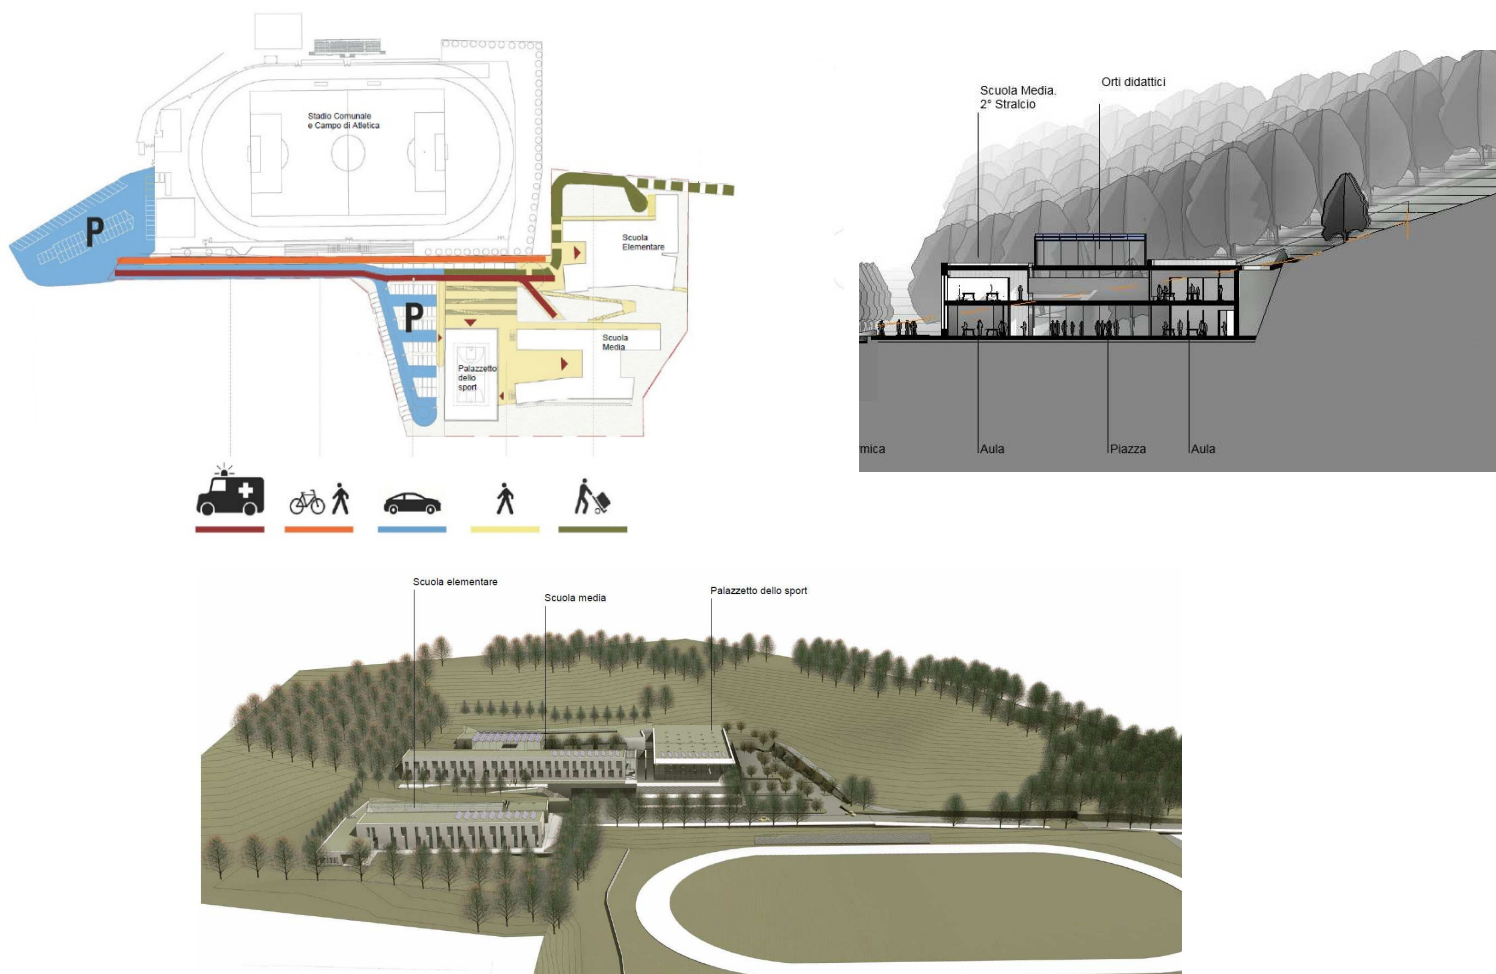 Stadio Comunale
e Campo di Atletica
P
Scuola
Elementare
P
Scuola
Media
Palazzetto
dello
sport
Scuola Media.
2° Stralcio
Orti didattici
rmica
Aula
Piazza
Aula
Scuola elementare
Scuola media
Palazzetto dello sport